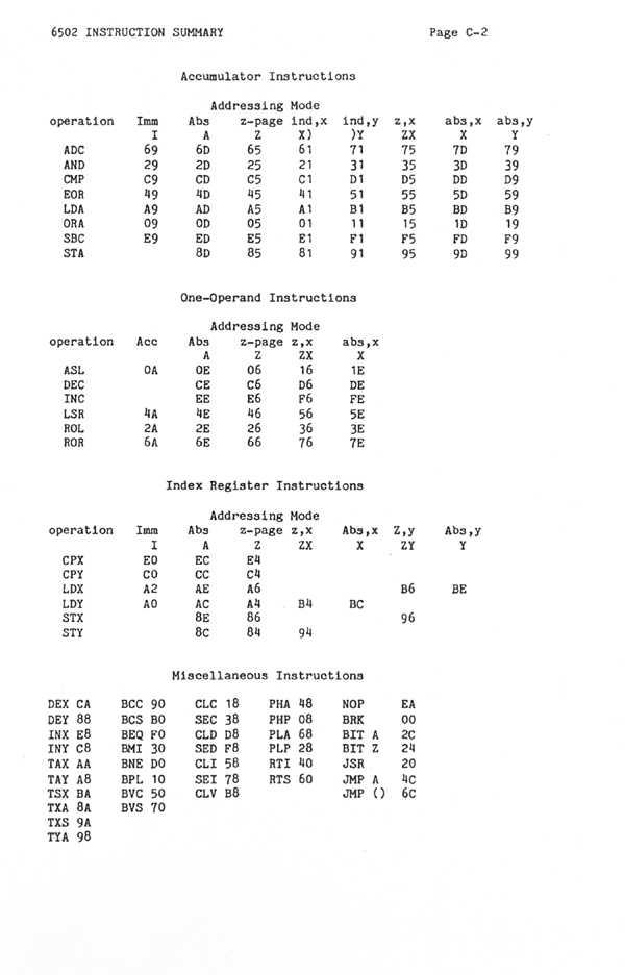 6502 INSTRUCTION SUMMARY Page C-2
Accumulator Instructions
Addressing Mode
operation Imm Abs z-page ind,x ind,y z,x abs,x abs,y
I A Z X) )Y ZX X Y
ADC 69 6D 65 61 71 75 7D 79
AND 29 2D 25 21 31 35 3D 39
CMP C9 CD C5 C1 D1 D5 DD D9
EOR 49 4D 45 41 51 55 5D 59
LDA A9 AD A5 A1 B1 B5 BD B9
ORA 09 0D 05 01 11 15 1D 19
SBC E9 ED E5 E1 F1 F5 FD F9
STA 8D 85 81 91 95 9D 99
One-Operand Instructions
Addressing Mode
operation Acc Abs z-page z,x abs,x
A Z ZX X
ASL 0A 0E 06 16 1E
DEC CE C6 D6 DE
INC EE E6 F6 FE
LSR 4A 4E 46 56 5E
ROL 2A 2E 26 36 3E
ROR 6A 6E 66 76 7E
Index Register Instructions
Addressing Mode
operation Imm Abs z-page z,x Abs,x Z,y Abs,y
I A Z ZX X ZY Y
CPX E0 EC E4
CPY C0 CC C4
LDX A2 AE A6 B6 BE
LDY A0 AC A4 B4 BC
STX 8E 86 96
STY 8C 84 94
Miscellaneous Instructions
DEX CA BCC 90 CLC 18 PHA 48 NOP EA
DEY 88 BCS B0 SEC 38 PHP 08 BRK 00
INX E8 BEQ F0 CLD D8 PLA 68 BIT A 2C
INY C8 BMI 30 SED F8 PLP 28 BIT Z 24
TAX AA BNE D0 CLI 58 RTI 40 JSR 20
TAY A8 BPL 10 SEI 78 RTS 60 JMP A 4C
TSX BA BVC 50 CLV B8 JMP () 6C
TXA 8A BVS 70
TXS 9A
TYA 98